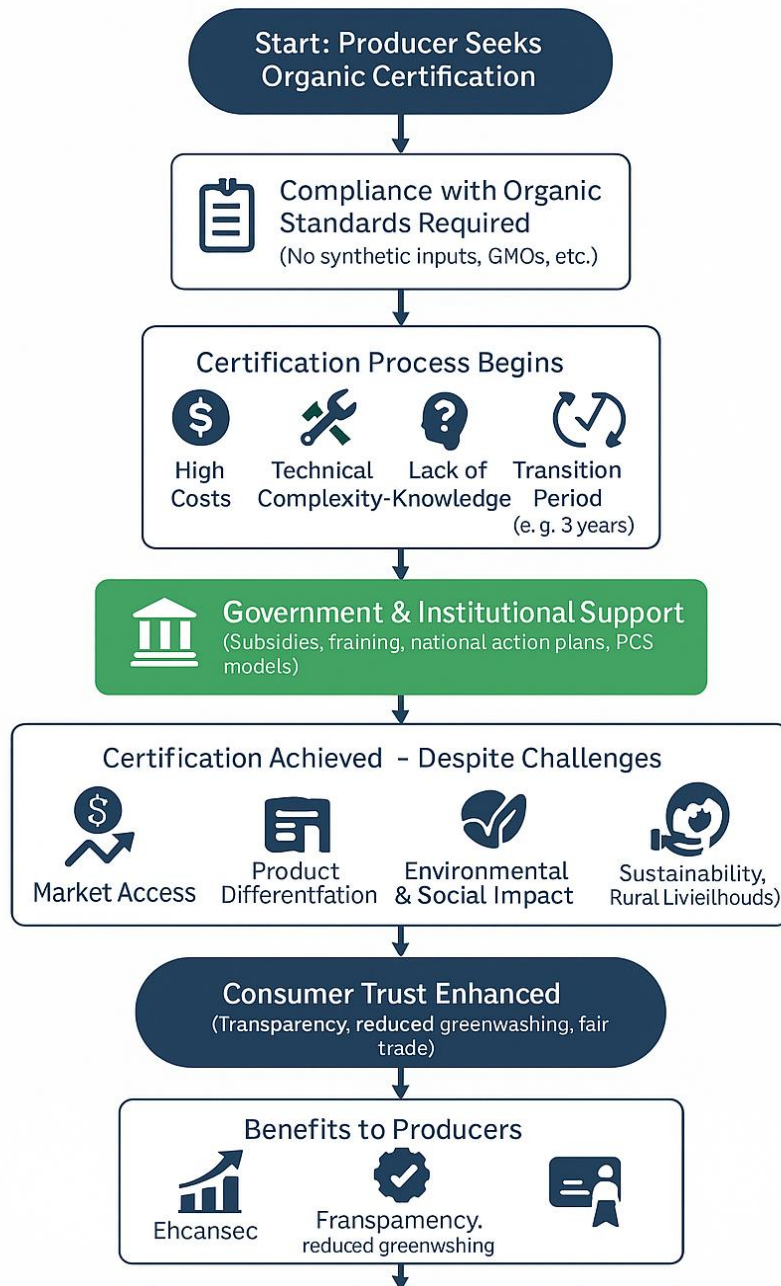 Start: Producer Seeks
Organic Certification
Compliance with Organic
Standards Required
(No synthetic inputs, GMOs, etc.)
Certification Process Begins
$
High
Costs
Technical
Complexity-
?
Lack of
Knowledge
Transition
Period
(e. g. 3 years)
Government & Institutional Support
(Subsidies, fraining, national action plans, PCS
models)
Certification Achieved – Despite Challenges
$
Market Access
Product
Differentfation
Environmental
& Social Impact
Sustainability,
Rural Livieilhouds)
Consumer Trust Enhanced
(Transparency, reduced greenwashing, fair
trade)
Benefits to Producers
Ehcansec
Franspamency.
reduced greenwshing